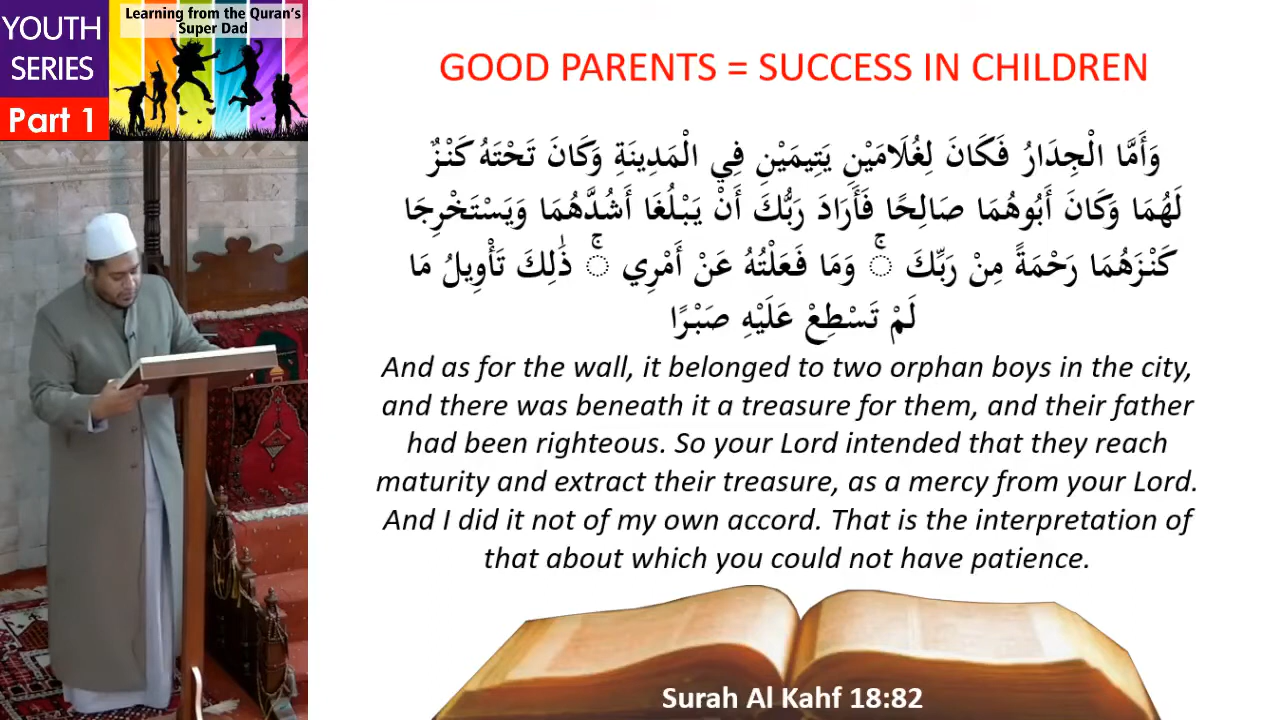 YOUTH
SERIES
Part 1
Learning from the Quran's
Super Dad
GOOD PARENTS = SUCCESS IN CHILDREN
وَأَمَّا الْجِدَارُ فَكَانَ لِغُلَامَيْنِ يَتِيمَيْنِ فِي الْمَدِينَةِ وَكَانَ تَحْتَهُ كَنْزٌ
لَهُمَا وَكَانَ أَبُوهُمَا صَالِحًا فَأَرَادَ رَبُّكَ أَنْ يَبْلُغَا أَشُدَّهُمَا وَيَسْتَخْرِجَا
كَنْزَهُمَا رَحْمَةً مِنْ رَبِّكَ ۚ وَمَا فَعَلْتُهُ عَنْ أَمْرِي ۚ ذَٰلِكَ تَأْوِيلُ مَا
لَمْ تَسْطِعْ عَلَيْهِ صَبْرًا
And as for the wall, it belonged to two orphan boys in the city,
and there was beneath it a treasure for them, and their father
had been righteous. So your Lord intended that they reach
maturity and extract their treasure, as a mercy from your Lord.
And I did it not of my own accord. That is the interpretation of
that about which you could not have patience.
Surah Al Kahf 18:82